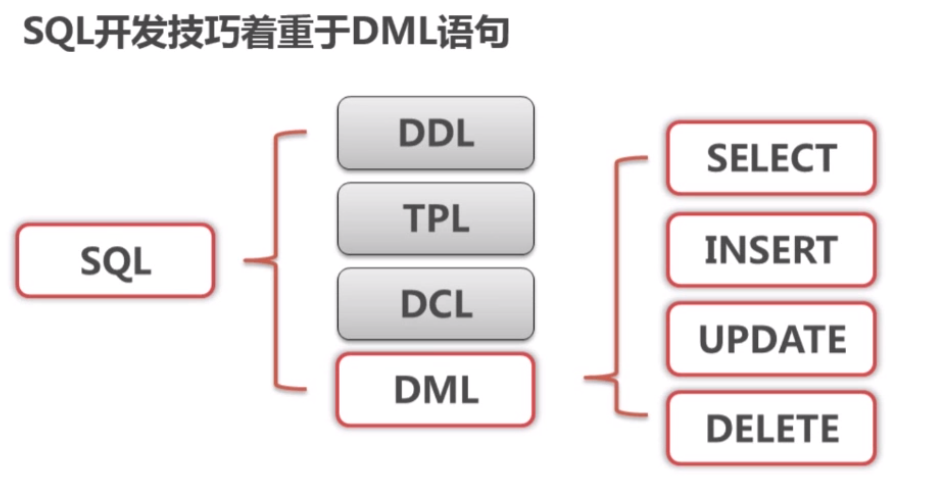 SQL开发技巧着重于DML语句
SQL
DDL
TPL
DCL
DML
SELECT
INSERT
UPDATE
DELETE